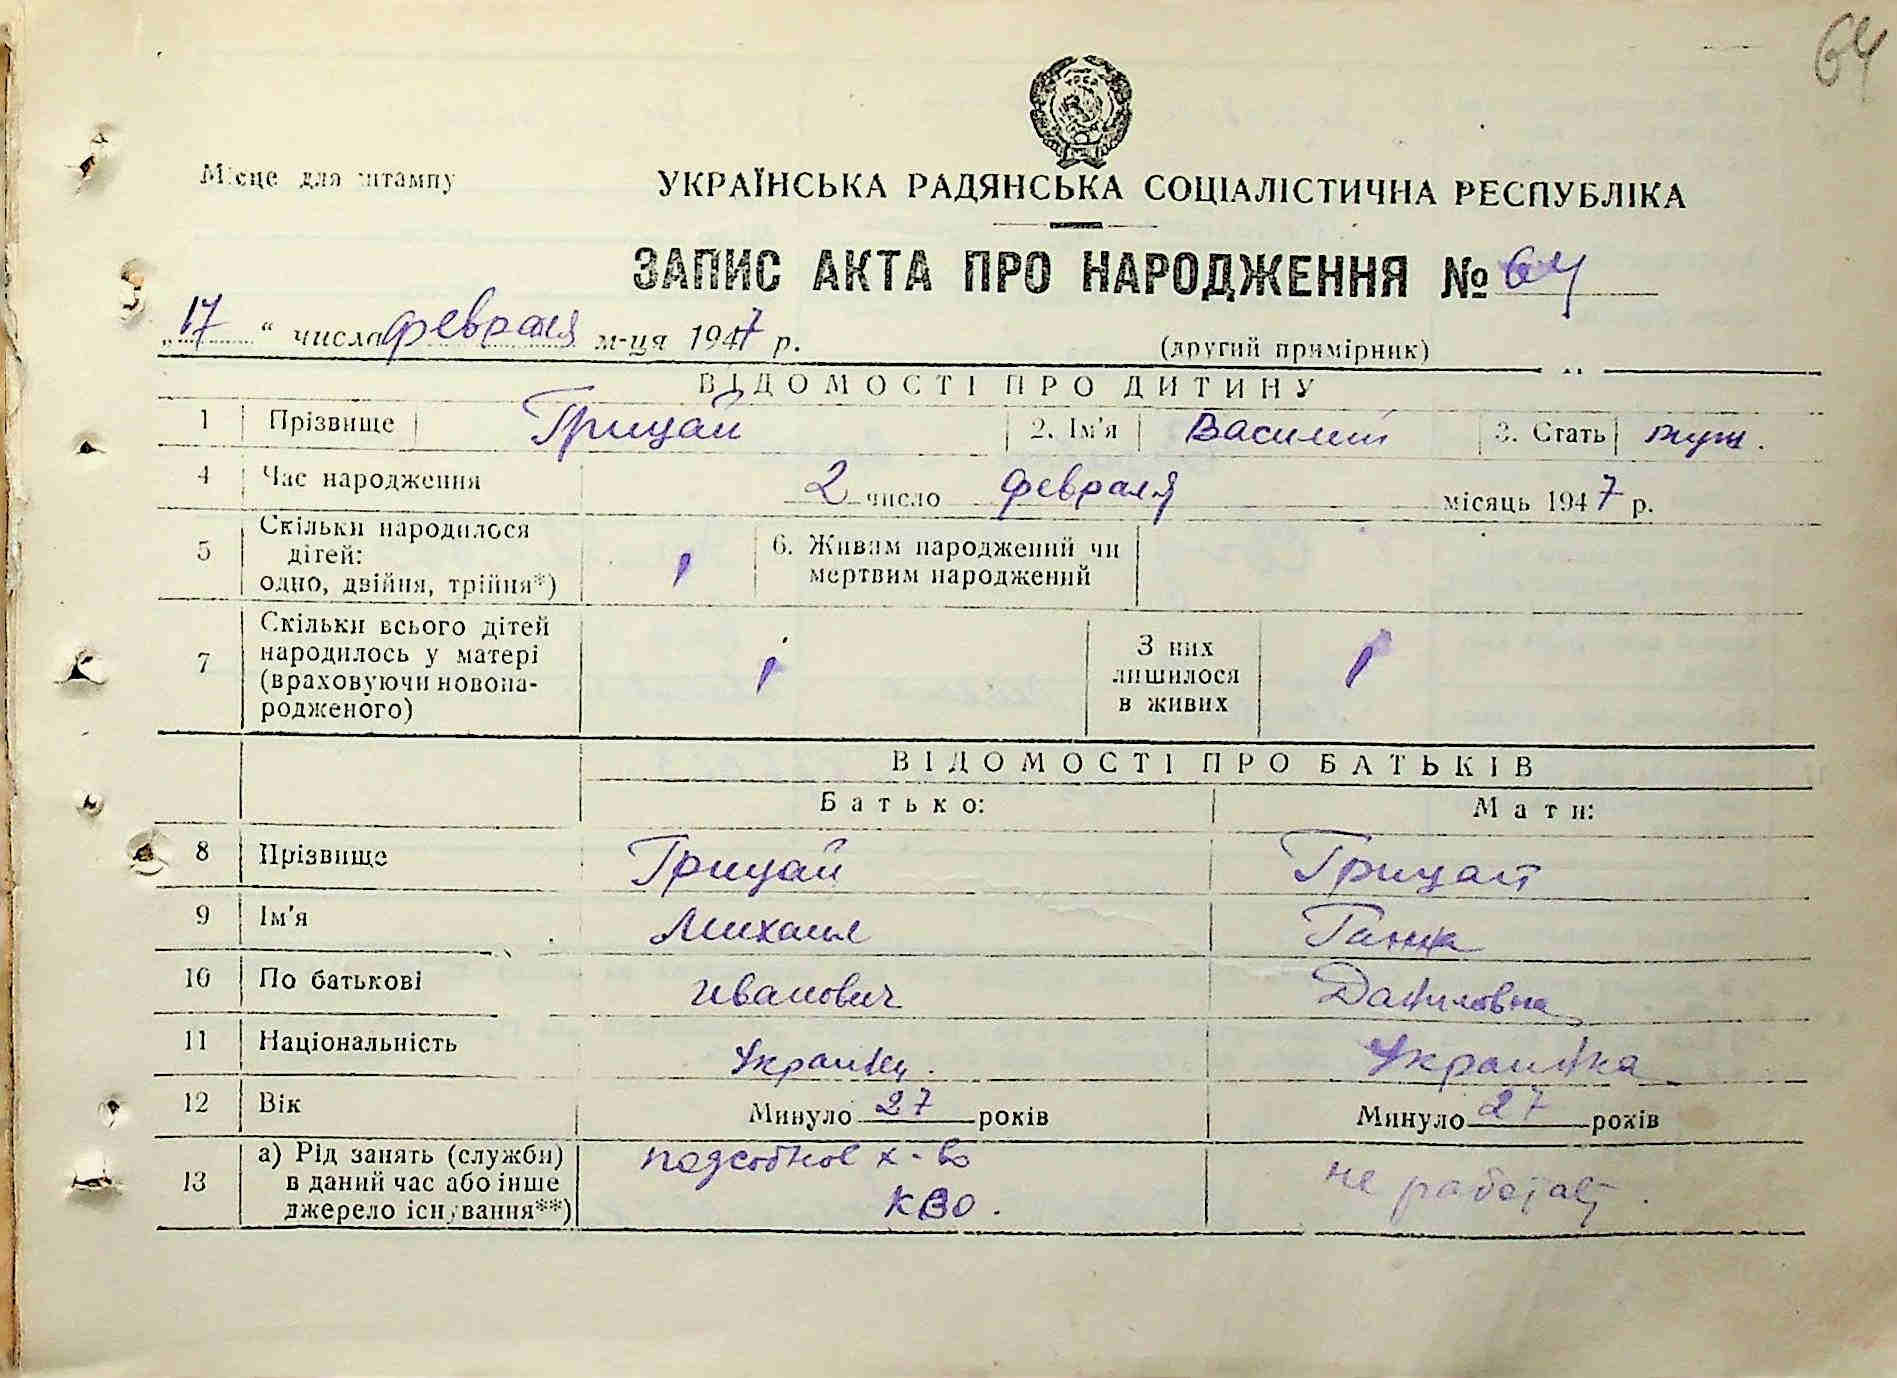 64
Місце для штампу
УКРАЇНСЬКА РАДЯНСЬКА СОЦІАЛІСТИЧНА РЕСПУБЛІКА
ЗАПИС АКТА ПРО НАРОДЖЕННЯ № 64
„17“ числа февраля м-ця 1947 р.
(другий примірник)
ВІДОМОСТІ ПРО ДИТИНУ
1 Прізвище Грицай 2. Ім'я Василий 3. Стать муж.
4 Час народження 2 число февраля місяць 1947 р.
5 Скільки народилося дітей: одно, двійня, трійня*) 1 6. Живим народжений чи мертвим народжений
7 Скільки всього дітей народилось у матері (враховуючи новонародженого) 1 З них лишилося в живих 1
ВІДОМОСТІ ПРО БАТЬКІВ
Батько: Мати:
8 Прізвище Грицай Грицай
9 Ім'я Михаил Ганна
10 По батькові Иванович Даниловна
11 Національність Украинец Украинка
12 Вік Минуло 27 років Минуло 27 років
13 а) Рід занять (служби) в даний час або інше джерело існування**) подсобное х-во КВО. не работает.